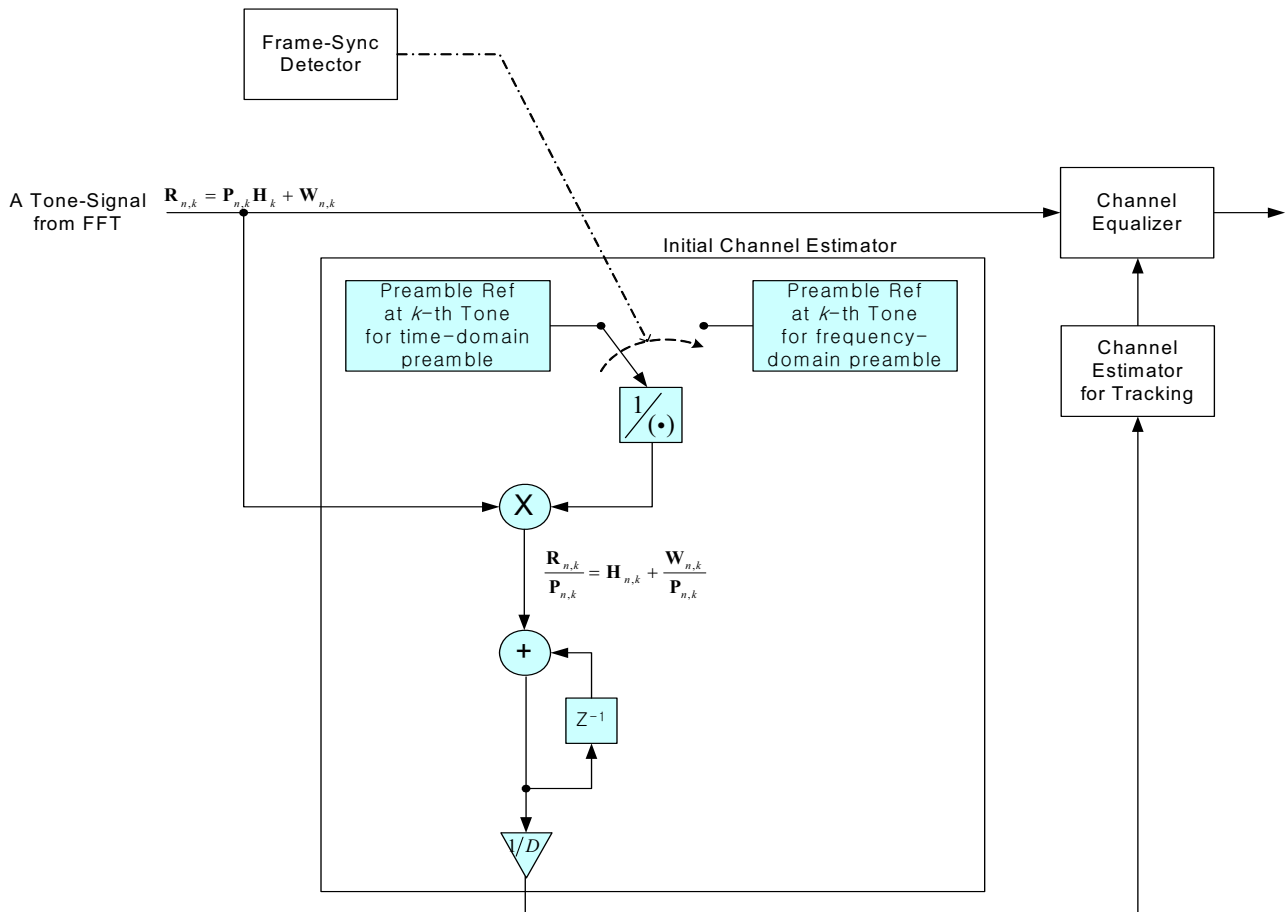 Frame-Sync
Detector
A Tone-Signal
from FFT
R_{n,k} = P_{n,k} H_k + W_{n,k}
Channel
Equalizer
Initial Channel Estimator
Preamble Ref
at k-th Tone
for time-domain
preamble
Preamble Ref
at k-th Tone
for frequency-
domain preamble
Channel
Estimator
for Tracking
1/(•)
X
R_{n,k}/P_{n,k} = H_{n,k} + W_{n,k}/P_{n,k}
+
Z⁻¹
1/D